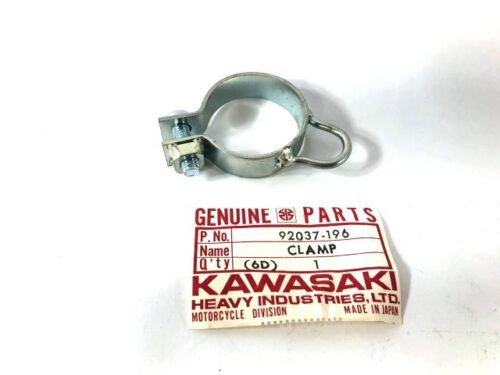 GENUINE PARTS
P. No. 92037-196
Name CLAMP
Q'ty (6D) 1
KAWASAKI
HEAVY INDUSTRIES, LTD.
MOTORCYCLE DIVISION MADE IN JAPAN